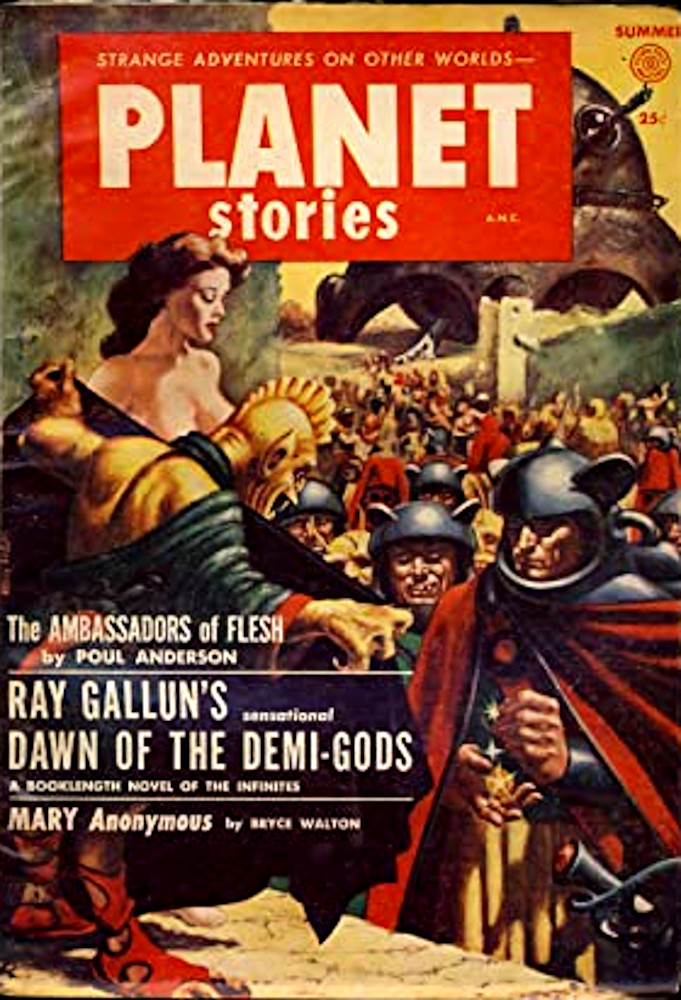 SUMMER
STRANGE ADVENTURES ON OTHER WORLDS—
25¢
PLANET
stories
A.N.C.
The AMBASSADORS of FLESH
by POUL ANDERSON
RAY GALLUN'S sensational
DAWN OF THE DEMI-GODS
A BOOKLENGTH NOVEL OF THE INFINITES
MARY Anonymous by BRYCE WALTON